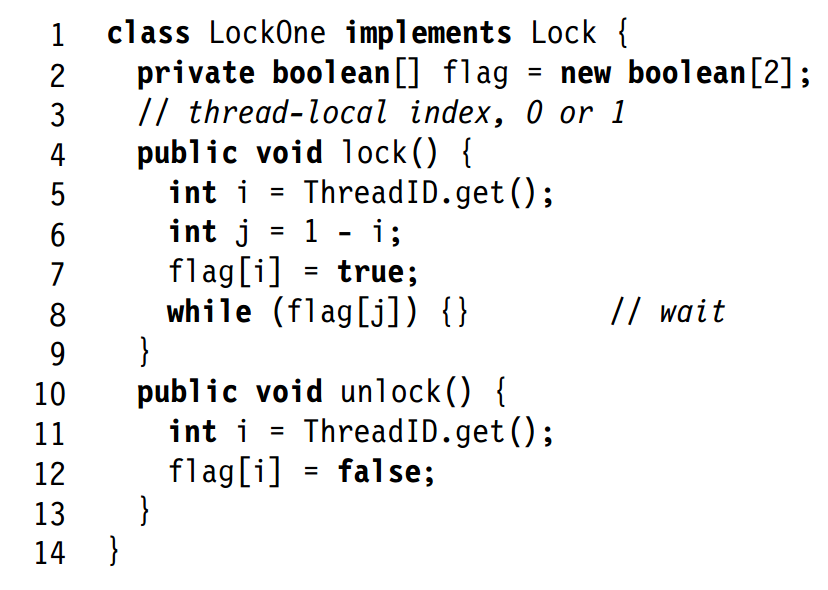 1 class LockOne implements Lock {
2 private boolean[] flag = new boolean[2];
3 // thread-local index, 0 or 1
4 public void lock() {
5 int i = ThreadID.get();
6 int j = 1 - i;
7 flag[i] = true;
8 while (flag[j]) {} // wait
9 }
10 public void unlock() {
11 int i = ThreadID.get();
12 flag[i] = false;
13 }
14 }